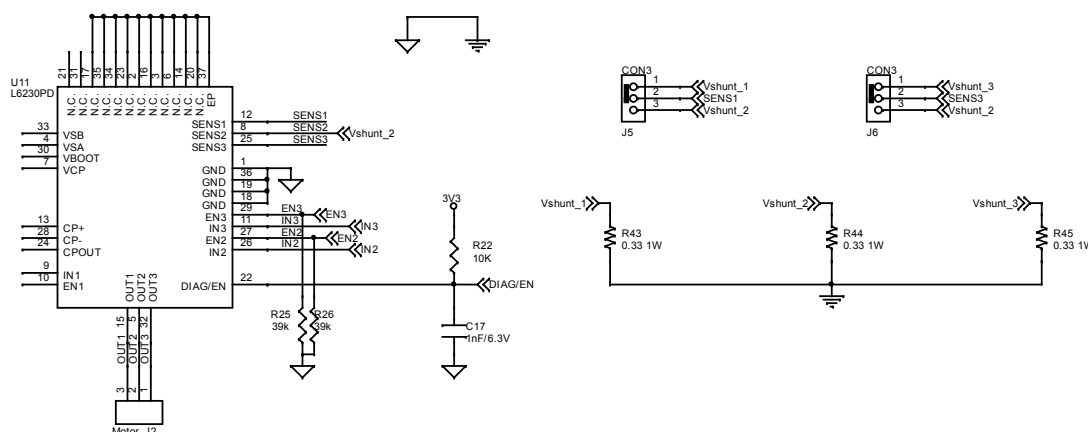 U11
L6230PD
21
31
17
35
34
23
2
16
3
6
14
20
37
N.C.
N.C.
N.C.
N.C.
N.C.
N.C.
N.C.
N.C.
N.C.
N.C.
N.C.
N.C.
EP
33 VSB
4 VSA
30 VBOOT
7 VCP
13 CP+
28 CP-
24 CPOUT
9 IN1
10 EN1
SENS1 12 SENS1
SENS2 8 SENS2 Vshunt_2
SENS3 25 SENS3
GND 1
GND 36
GND 19
GND 18
EN3 29 EN3 EN3
IN3 11 IN3 IN3
EN2 27 EN2 EN2
IN2 26 IN2 IN2
DIAG/EN 22 DIAG/EN
OUT1
OUT2
OUT3
15
5
32
OUT1
OUT2
OUT3
3
2
1
Motor J2
R25
39k
R26
39k
3V3
R22
10K
C17
1nF/6.3V
CON3
1 Vshunt_1
2 SENS1
3 Vshunt_2
J5
CON3
1 Vshunt_3
2 SENS3
3 Vshunt_2
J6
Vshunt_1
R43
0.33 1W
Vshunt_2
R44
0.33 1W
Vshunt_3
R45
0.33 1W